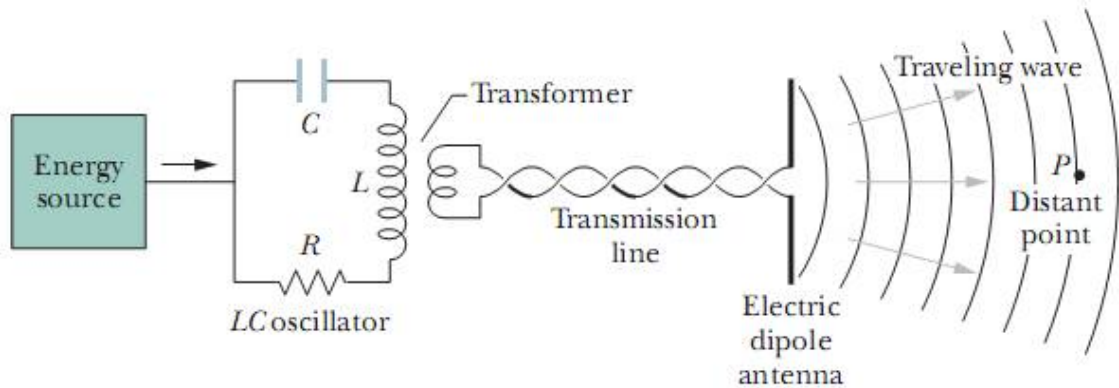 Energy
source
C
L
R
LC oscillator
Transformer
Transmission
line
Electric
dipole
antenna
Traveling wave
P
Distant
point